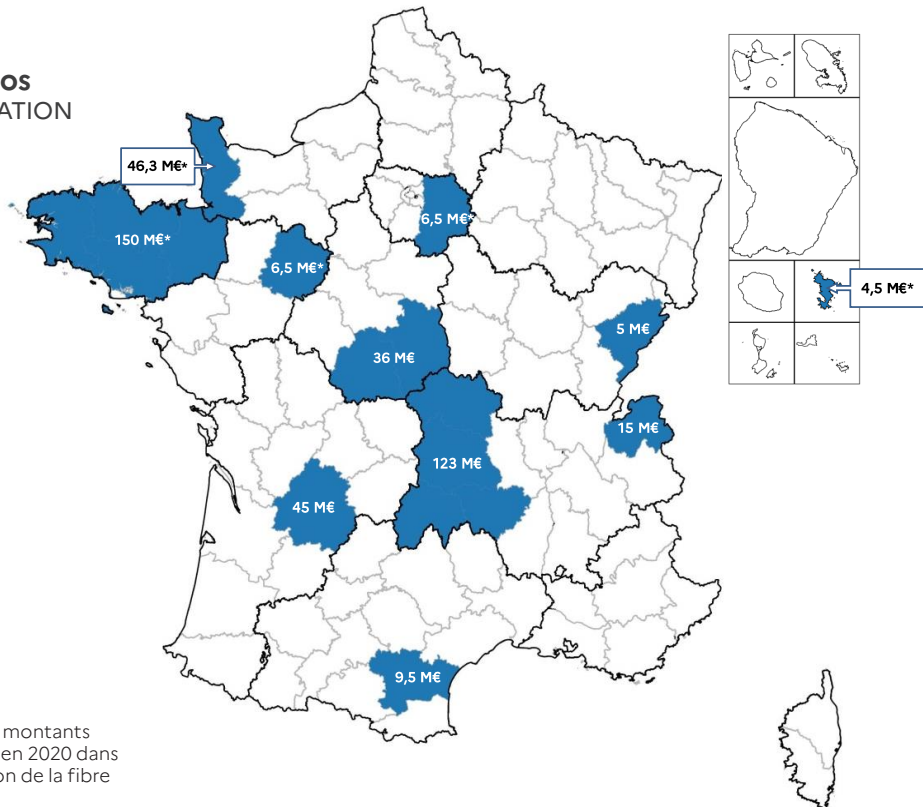 OS
ATION
46,3 M€*
6,5 M€*
150 M€*
6,5 M€*
4,5 M€*
5 M€
36 M€
15 M€
123 M€
45 M€
9,5 M€
montants
en 2020 dans
on de la fibre